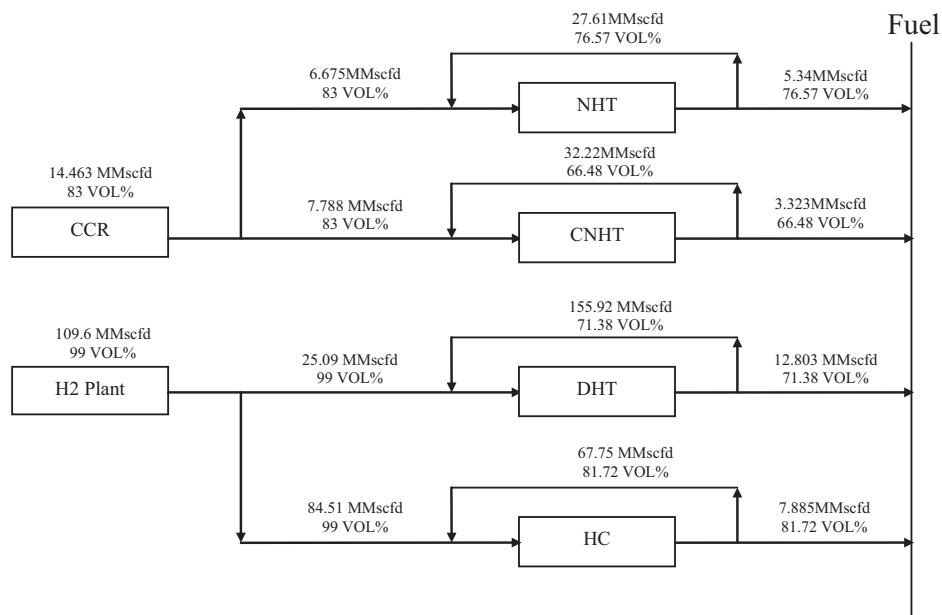 Fuel
27.61MMscfd
76.57 VOL%
6.675MMscfd
83 VOL%
NHT
5.34MMscfd
76.57 VOL%
14.463 MMscfd
83 VOL%
CCR
32.22MMscfd
66.48 VOL%
7.788 MMscfd
83 VOL%
CNHT
3.323MMscfd
66.48 VOL%
109.6 MMscfd
99 VOL%
H2 Plant
155.92 MMscfd
71.38 VOL%
25.09 MMscfd
99 VOL%
DHT
12.803 MMscfd
71.38 VOL%
67.75 MMscfd
81.72 VOL%
84.51 MMscfd
99 VOL%
HC
7.885MMscfd
81.72 VOL%